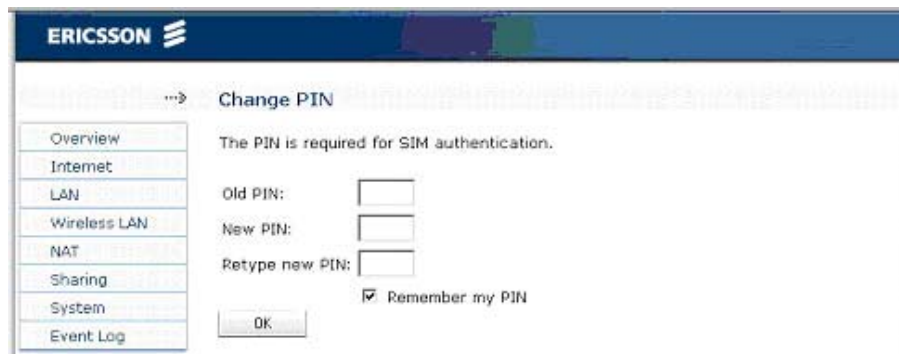 ERICSSON
Change PIN
Overview
Internet
LAN
Wireless LAN
NAT
Sharing
System
Event Log
The PIN is required for SIM authentication.
Old PIN:
New PIN:
Retype new PIN:
Remember my PIN
OK